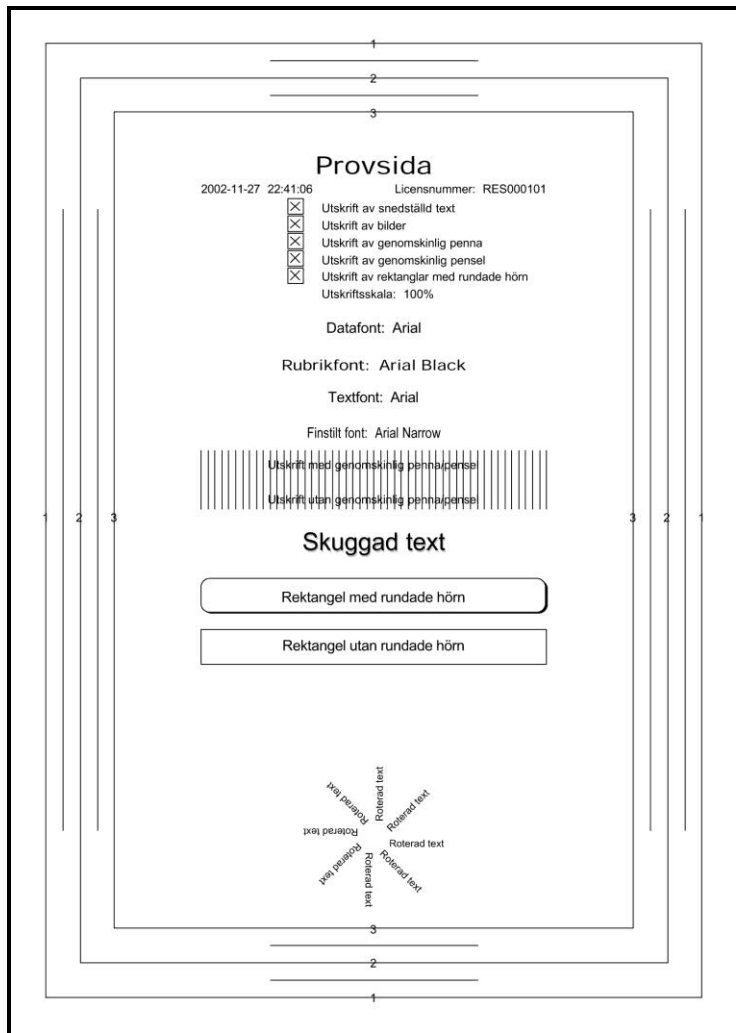 1
2
3
Provsida
2002-11-27 22:41:06 Licensnummer: RES000101
Utskrift av snedställd text
Utskrift av bilder
Utskrift av genomskinlig penna
Utskrift av genomskinlig pensel
Utskrift av rektanglar med rundade hörn
Utskriftsskala: 100%
Datafont: Arial
Rubrikfont: Arial Black
Textfont: Arial
Finstilt font: Arial Narrow
Utskrift med genomskinlig penna/pensel
Utskrift utan genomskinlig penna/pensel
1 2 3 3 2 1
Skuggad text
Rektangel med rundade hörn
Rektangel utan rundade hörn
Roterad text
Roterad text
Roterad text
Roterad text
Roterad text
Roterad text
Roterad text
Roterad text
3
2
1